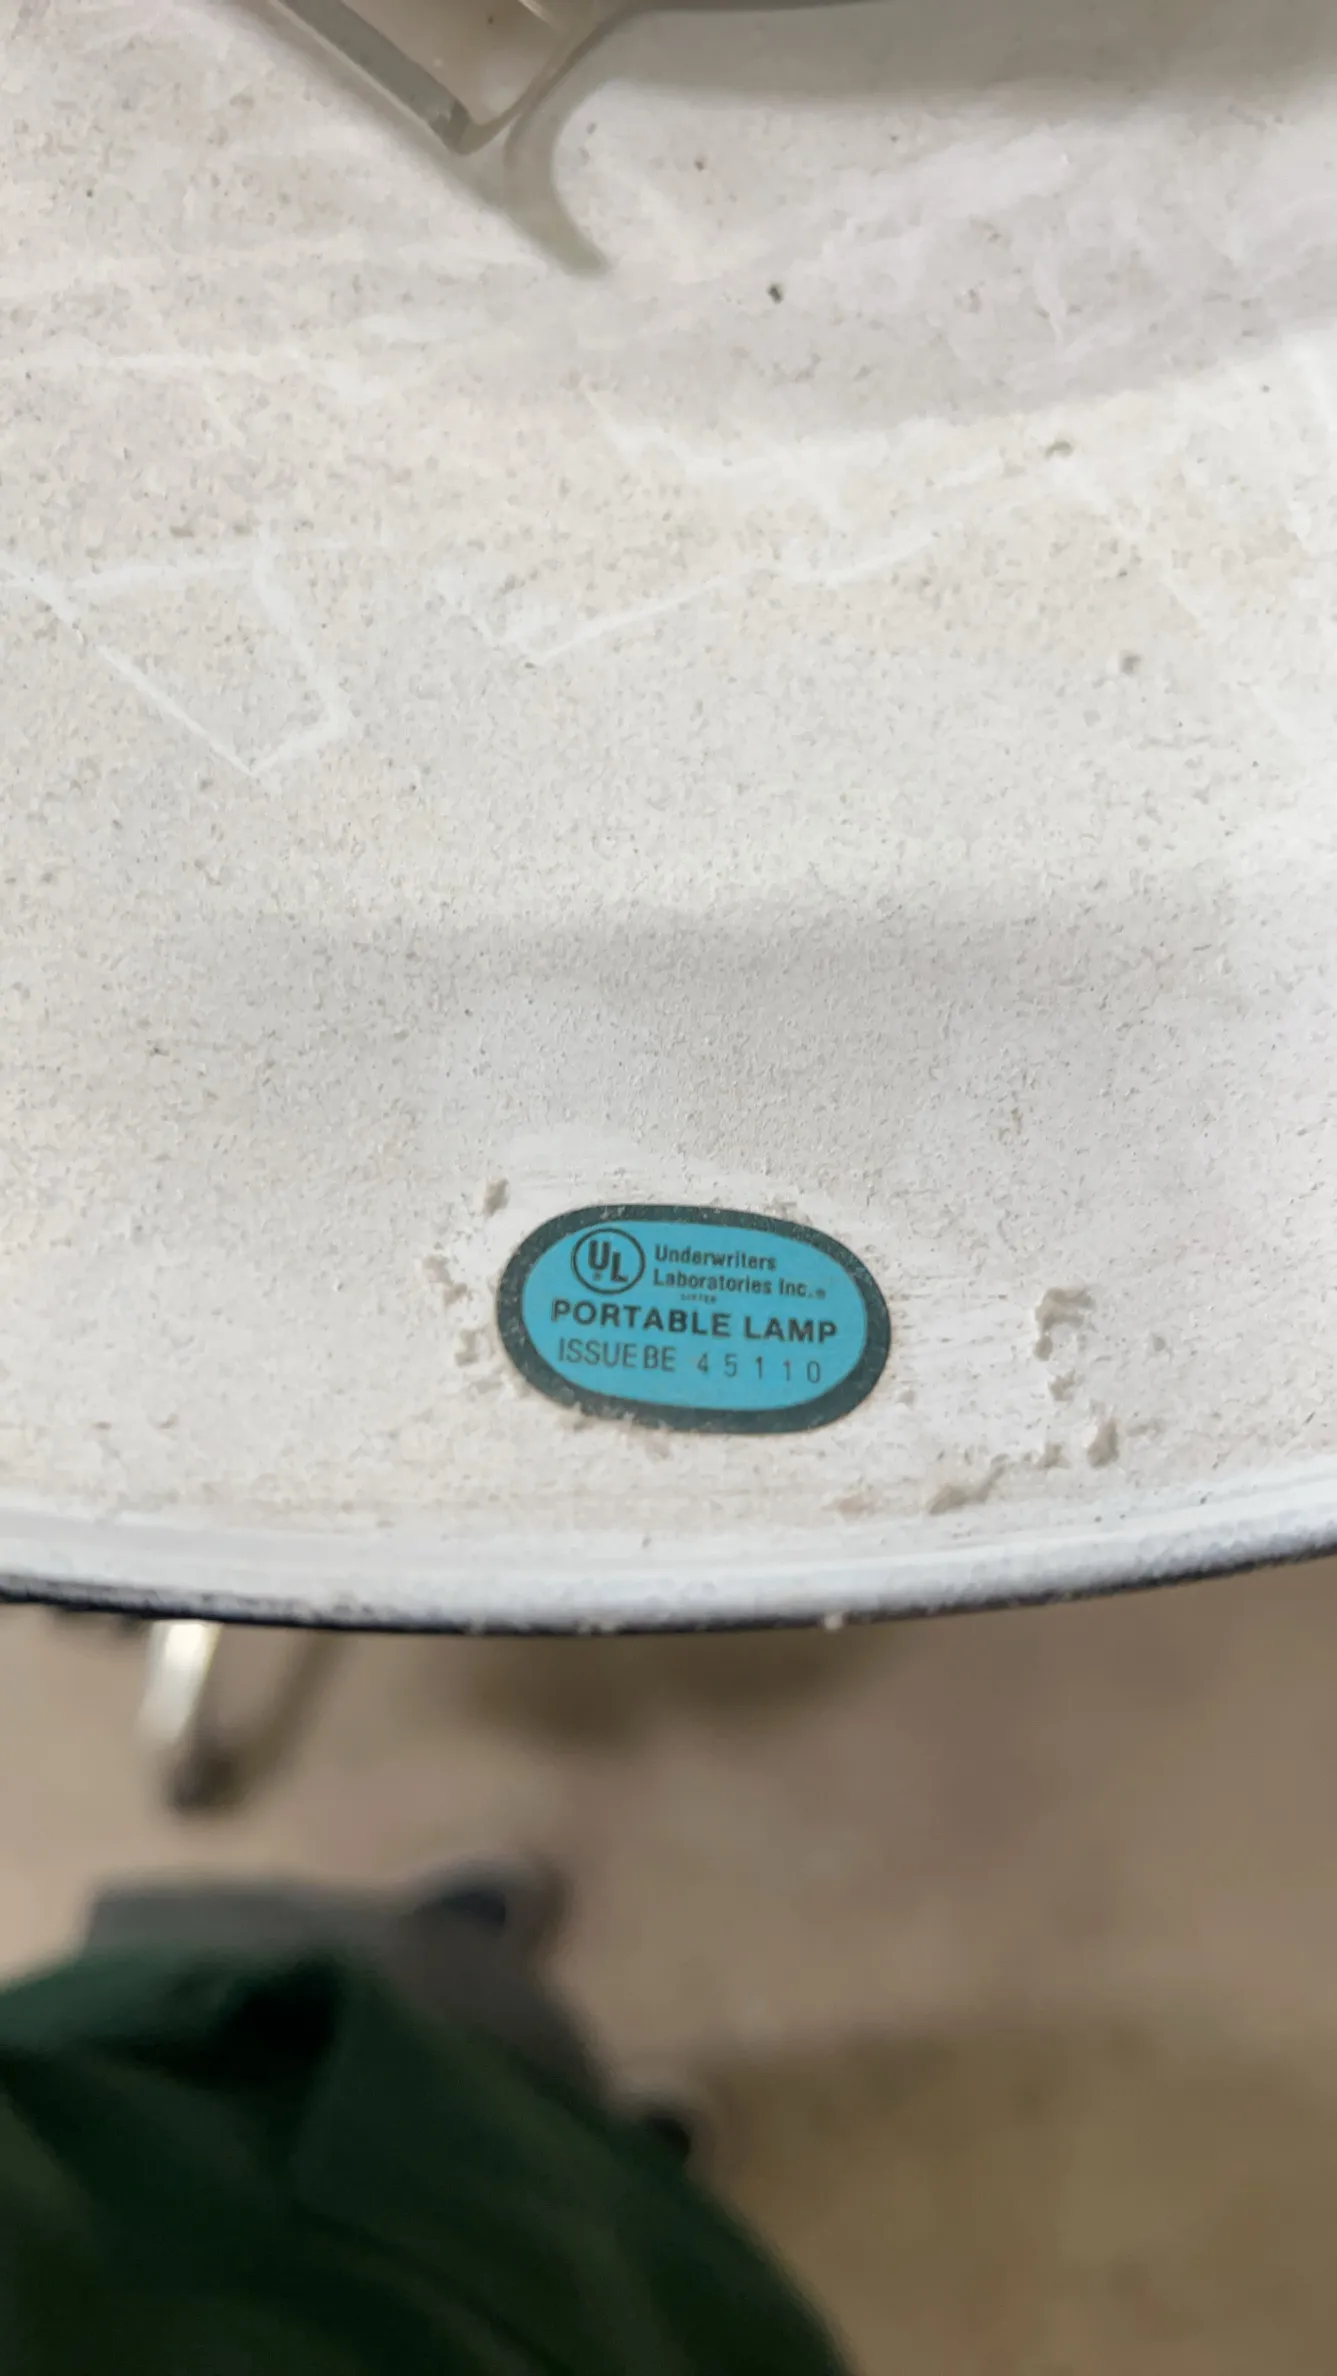 UL Underwriters
Laboratories Inc.®
LISTED
PORTABLE LAMP
ISSUE BE 45110